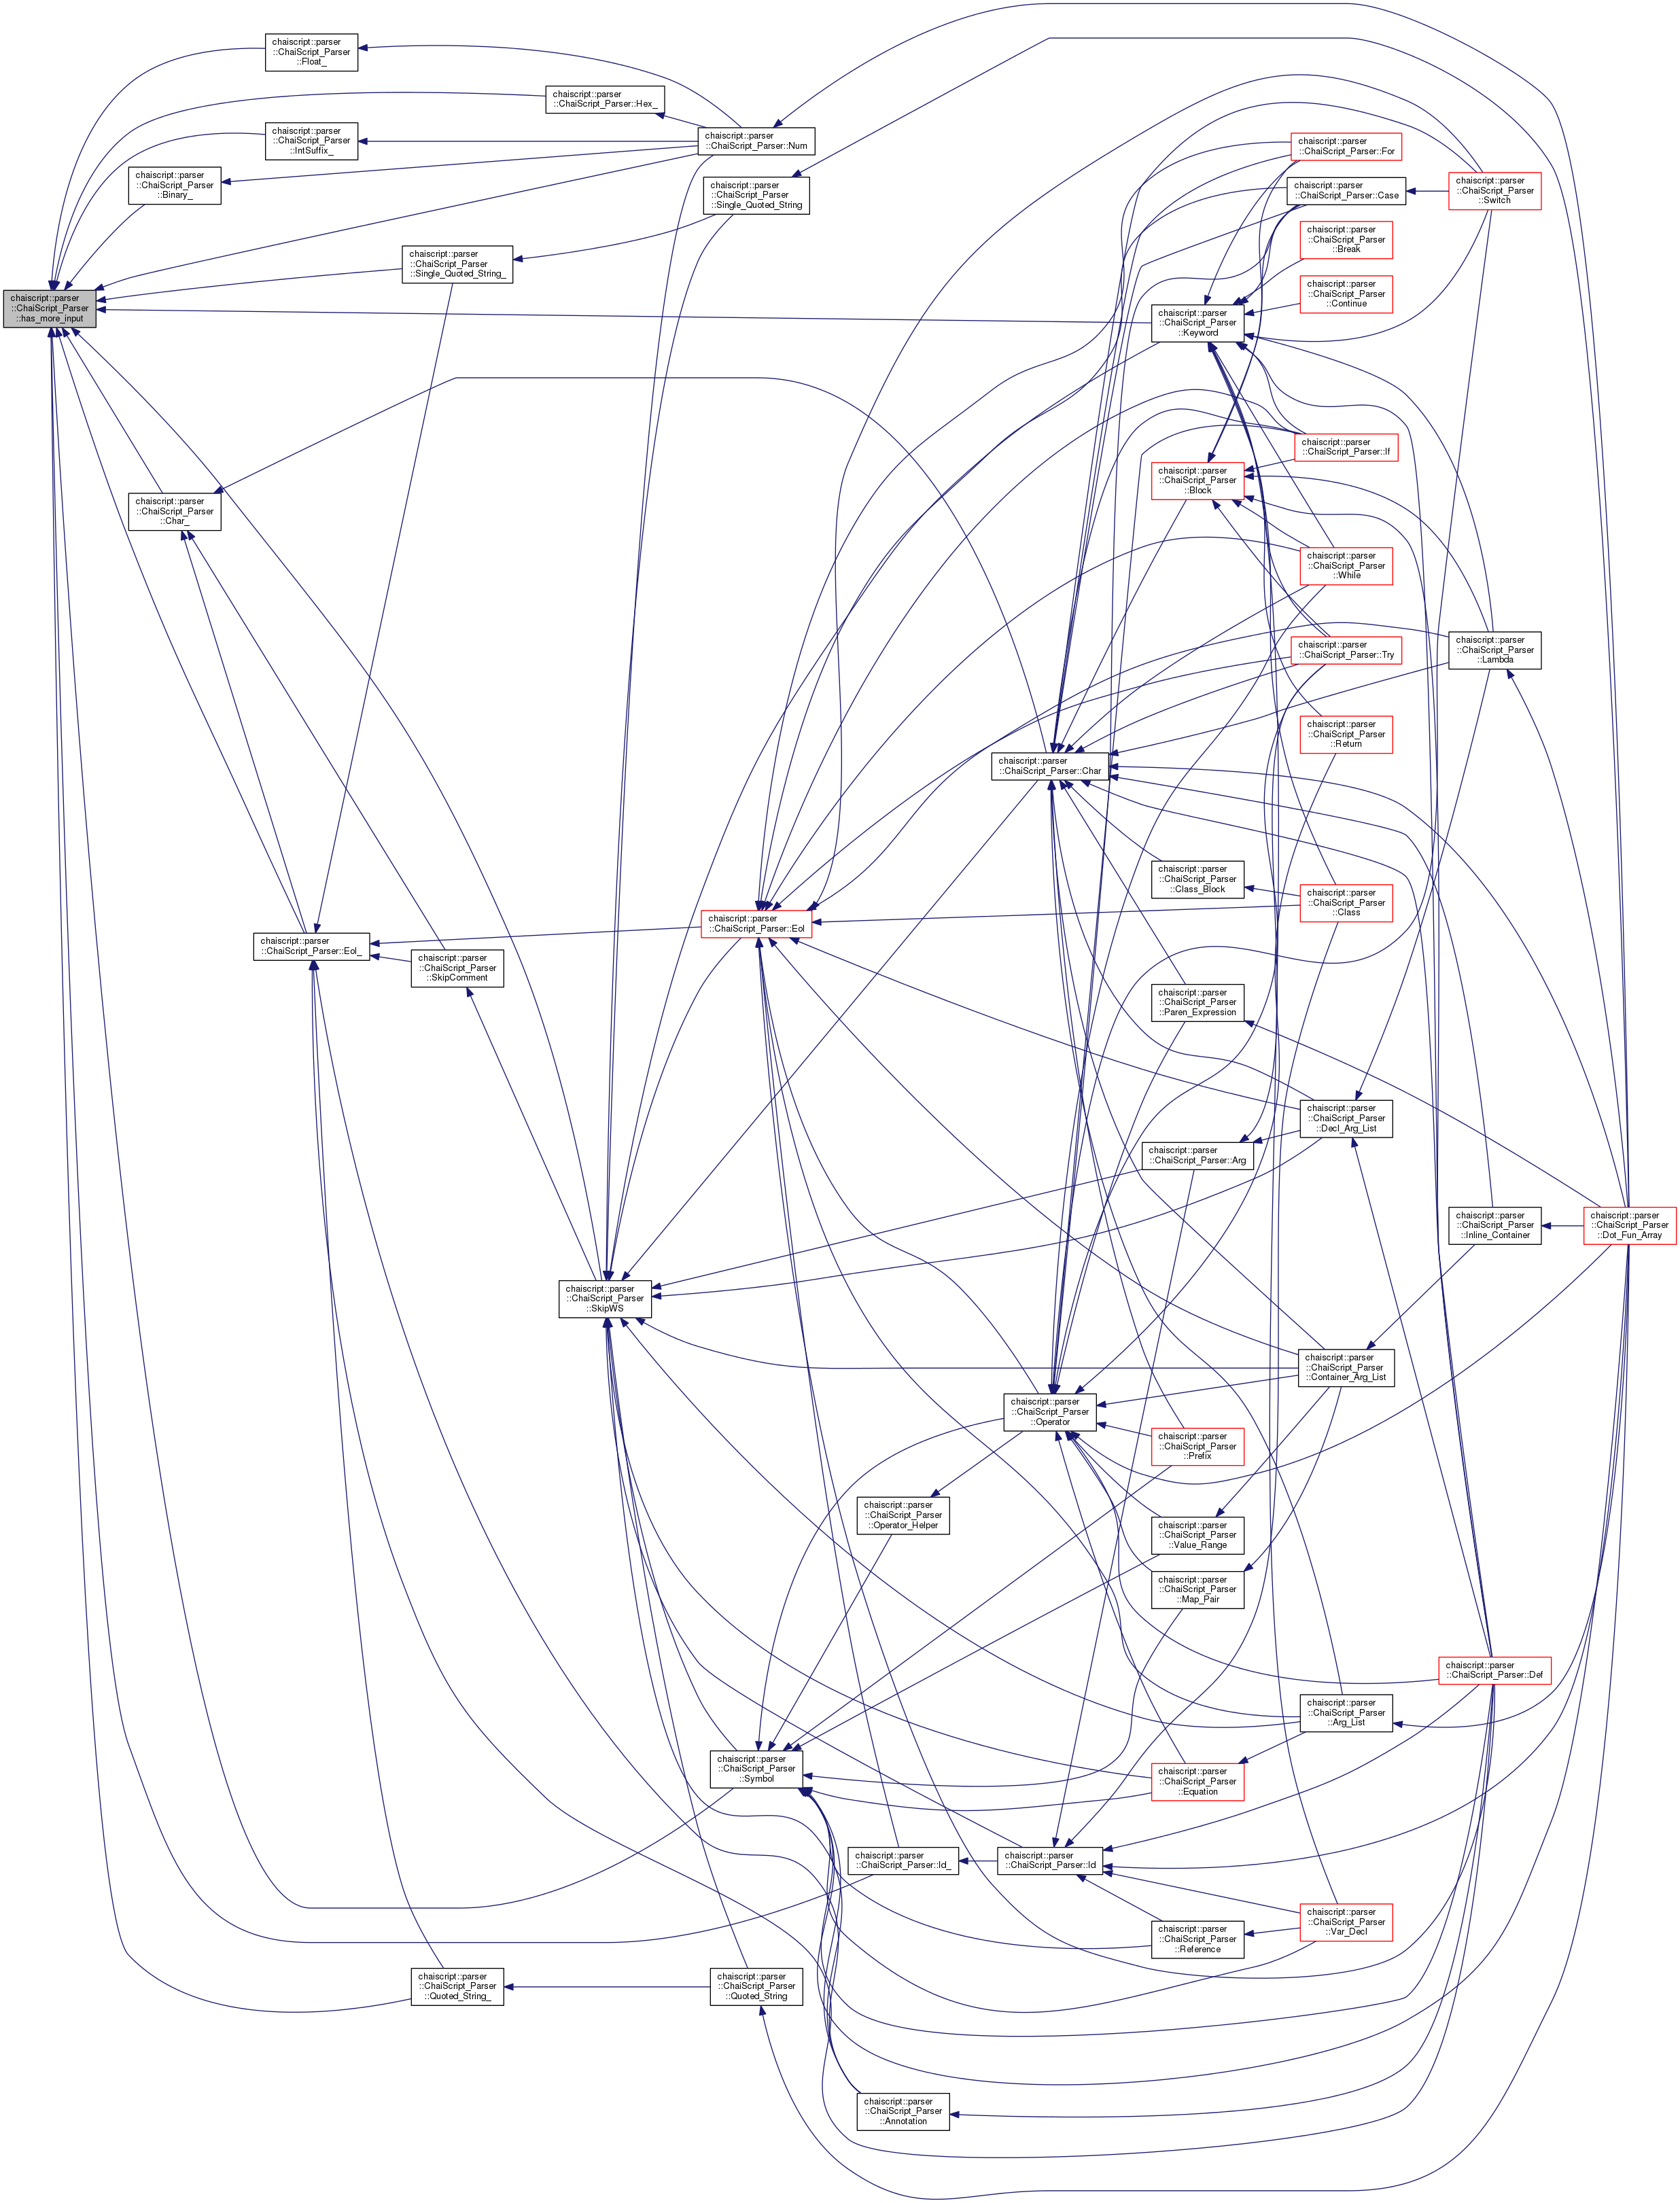 chaiscript::parser
::ChaiScript_Parser
::has_more_input
chaiscript::parser
::ChaiScript_Parser
::Float_
chaiscript::parser
::ChaiScript_Parser::Hex_
chaiscript::parser
::ChaiScript_Parser
::IntSuffix_
chaiscript::parser
::ChaiScript_Parser
::Binary_
chaiscript::parser
::ChaiScript_Parser::Num
chaiscript::parser
::ChaiScript_Parser
::Single_Quoted_String
chaiscript::parser
::ChaiScript_Parser
::Single_Quoted_String_
chaiscript::parser
::ChaiScript_Parser
::Char_
chaiscript::parser
::ChaiScript_Parser::Eol_
chaiscript::parser
::ChaiScript_Parser
::SkipComment
chaiscript::parser
::ChaiScript_Parser::Eol
chaiscript::parser
::ChaiScript_Parser
::SkipWS
chaiscript::parser
::ChaiScript_Parser::For
chaiscript::parser
::ChaiScript_Parser::Case
chaiscript::parser
::ChaiScript_Parser
::Switch
chaiscript::parser
::ChaiScript_Parser
::Break
chaiscript::parser
::ChaiScript_Parser
::Continue
chaiscript::parser
::ChaiScript_Parser
::Keyword
chaiscript::parser
::ChaiScript_Parser::If
chaiscript::parser
::ChaiScript_Parser
::Block
chaiscript::parser
::ChaiScript_Parser
::While
chaiscript::parser
::ChaiScript_Parser::Try
chaiscript::parser
::ChaiScript_Parser
::Lambda
chaiscript::parser
::ChaiScript_Parser
::Return
chaiscript::parser
::ChaiScript_Parser::Char
chaiscript::parser
::ChaiScript_Parser
::Class_Block
chaiscript::parser
::ChaiScript_Parser
::Class
chaiscript::parser
::ChaiScript_Parser
::Paren_Expression
chaiscript::parser
::ChaiScript_Parser
::Decl_Arg_List
chaiscript::parser
::ChaiScript_Parser::Arg
chaiscript::parser
::ChaiScript_Parser
::Inline_Container
chaiscript::parser
::ChaiScript_Parser
::Dot_Fun_Array
chaiscript::parser
::ChaiScript_Parser
::Container_Arg_List
chaiscript::parser
::ChaiScript_Parser
::Operator
chaiscript::parser
::ChaiScript_Parser
::Prefix
chaiscript::parser
::ChaiScript_Parser
::Operator_Helper
chaiscript::parser
::ChaiScript_Parser
::Value_Range
chaiscript::parser
::ChaiScript_Parser
::Map_Pair
chaiscript::parser
::ChaiScript_Parser::Def
chaiscript::parser
::ChaiScript_Parser
::Arg_List
chaiscript::parser
::ChaiScript_Parser
::Symbol
chaiscript::parser
::ChaiScript_Parser
::Equation
chaiscript::parser
::ChaiScript_Parser::Id_
chaiscript::parser
::ChaiScript_Parser::Id
chaiscript::parser
::ChaiScript_Parser
::Var_Decl
chaiscript::parser
::ChaiScript_Parser
::Reference
chaiscript::parser
::ChaiScript_Parser
::Quoted_String_
chaiscript::parser
::ChaiScript_Parser
::Quoted_String
chaiscript::parser
::ChaiScript_Parser
::Annotation